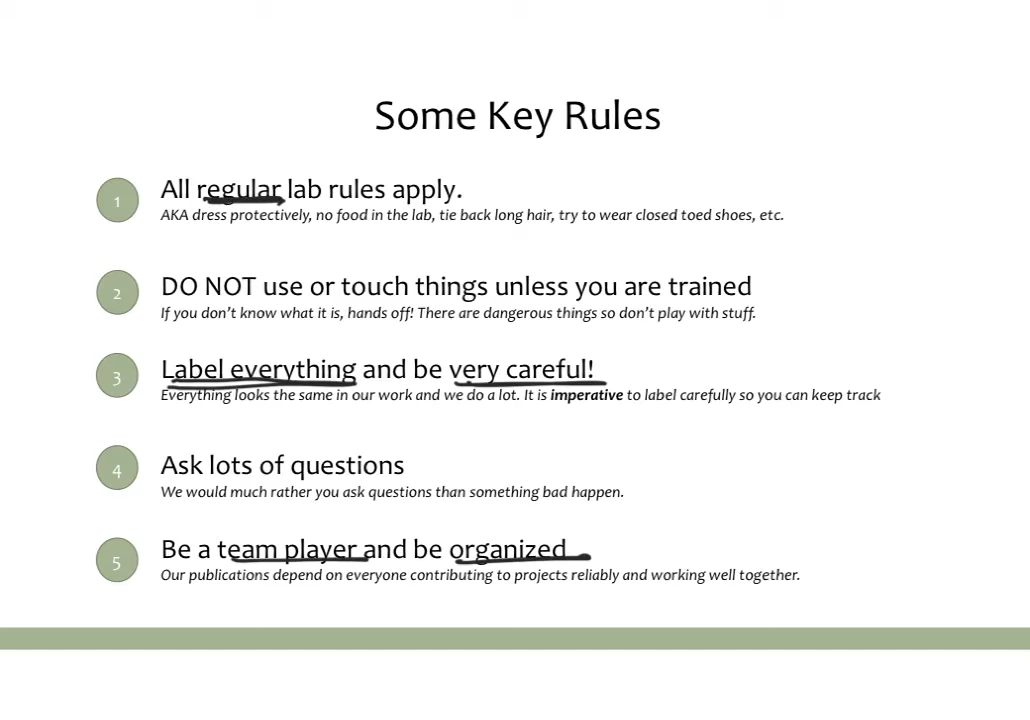 Some Key Rules
1
All regular lab rules apply.
AKA dress protectively, no food in the lab, tie back long hair, try to wear closed toed shoes, etc.
2
DO NOT use or touch things unless you are trained
If you don't know what it is, hands off! There are dangerous things so don't play with stuff.
3
Label everything and be very careful!
Everything looks the same in our work and we do a lot. It is imperative to label carefully so you can keep track
4
Ask lots of questions
We would much rather you ask questions than something bad happen.
5
Be a team player and be organized
Our publications depend on everyone contributing to projects reliably and working well together.